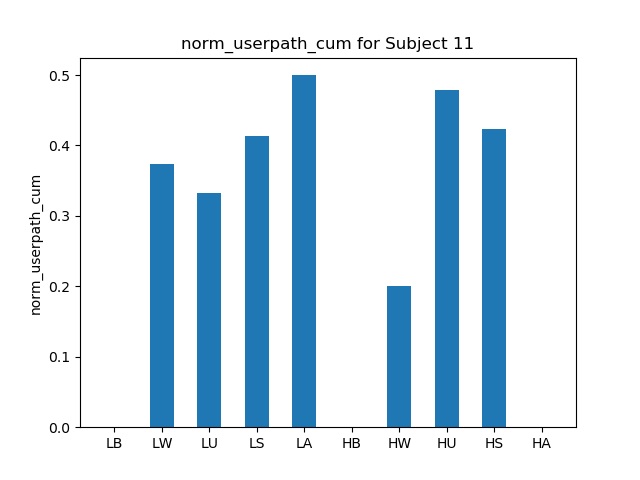 norm_userpath_cum for Subject 11
norm_userpath_cum
0.5
0.4
0.3
0.2
0.1
0.0
LB LW LU LS LA HB HW HU HS HA